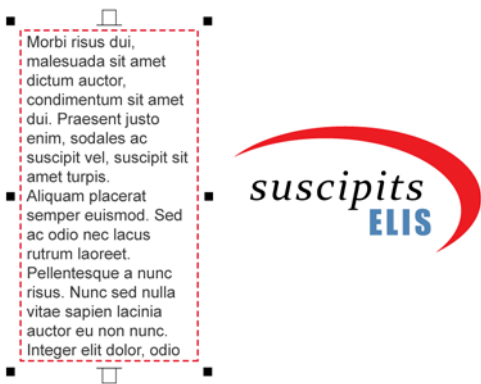 Morbi risus dui,
malesuada sit amet
dictum auctor,
condimentum sit amet
dui. Praesent justo
enim, sodales ac
suscipit vel, suscipit sit
amet turpis.
Aliquam placerat
semper euismod. Sed
ac odio nec lacus
rutrum laoreet.
Pellentesque a nunc
risus. Nunc sed nulla
vitae sapien lacinia
auctor eu non nunc.
Integer elit dolor, odio
suscipits
ELIS